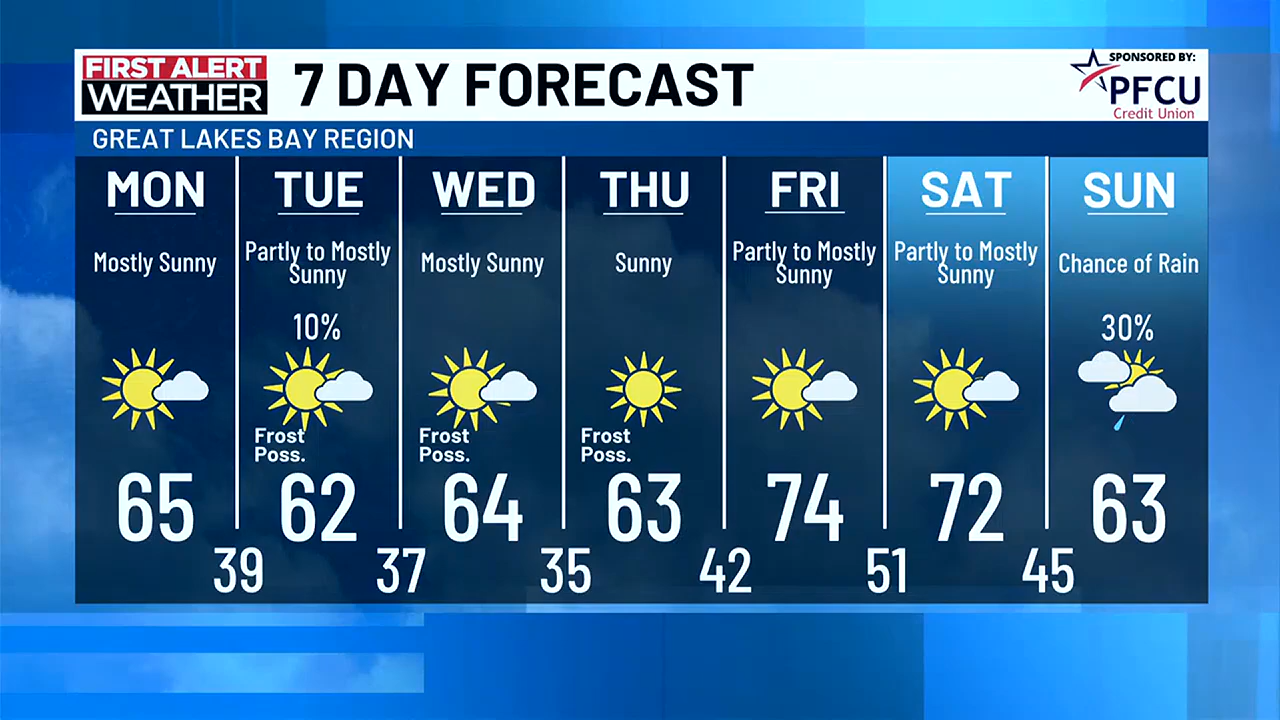 FIRST ALERT
WEATHER
7 DAY FORECAST
SPONSORED BY:
PFCU
Credit Union
GREAT LAKES BAY REGION
MON
Mostly Sunny
65
39
TUE
Partly to Mostly
Sunny
10%
Frost
Poss.
62
37
WED
Mostly Sunny
Frost
Poss.
64
35
THU
Sunny
Frost
Poss.
63
42
FRI
Partly to Mostly
Sunny
74
51
SAT
Partly to Mostly
Sunny
72
45
SUN
Chance of Rain
30%
63